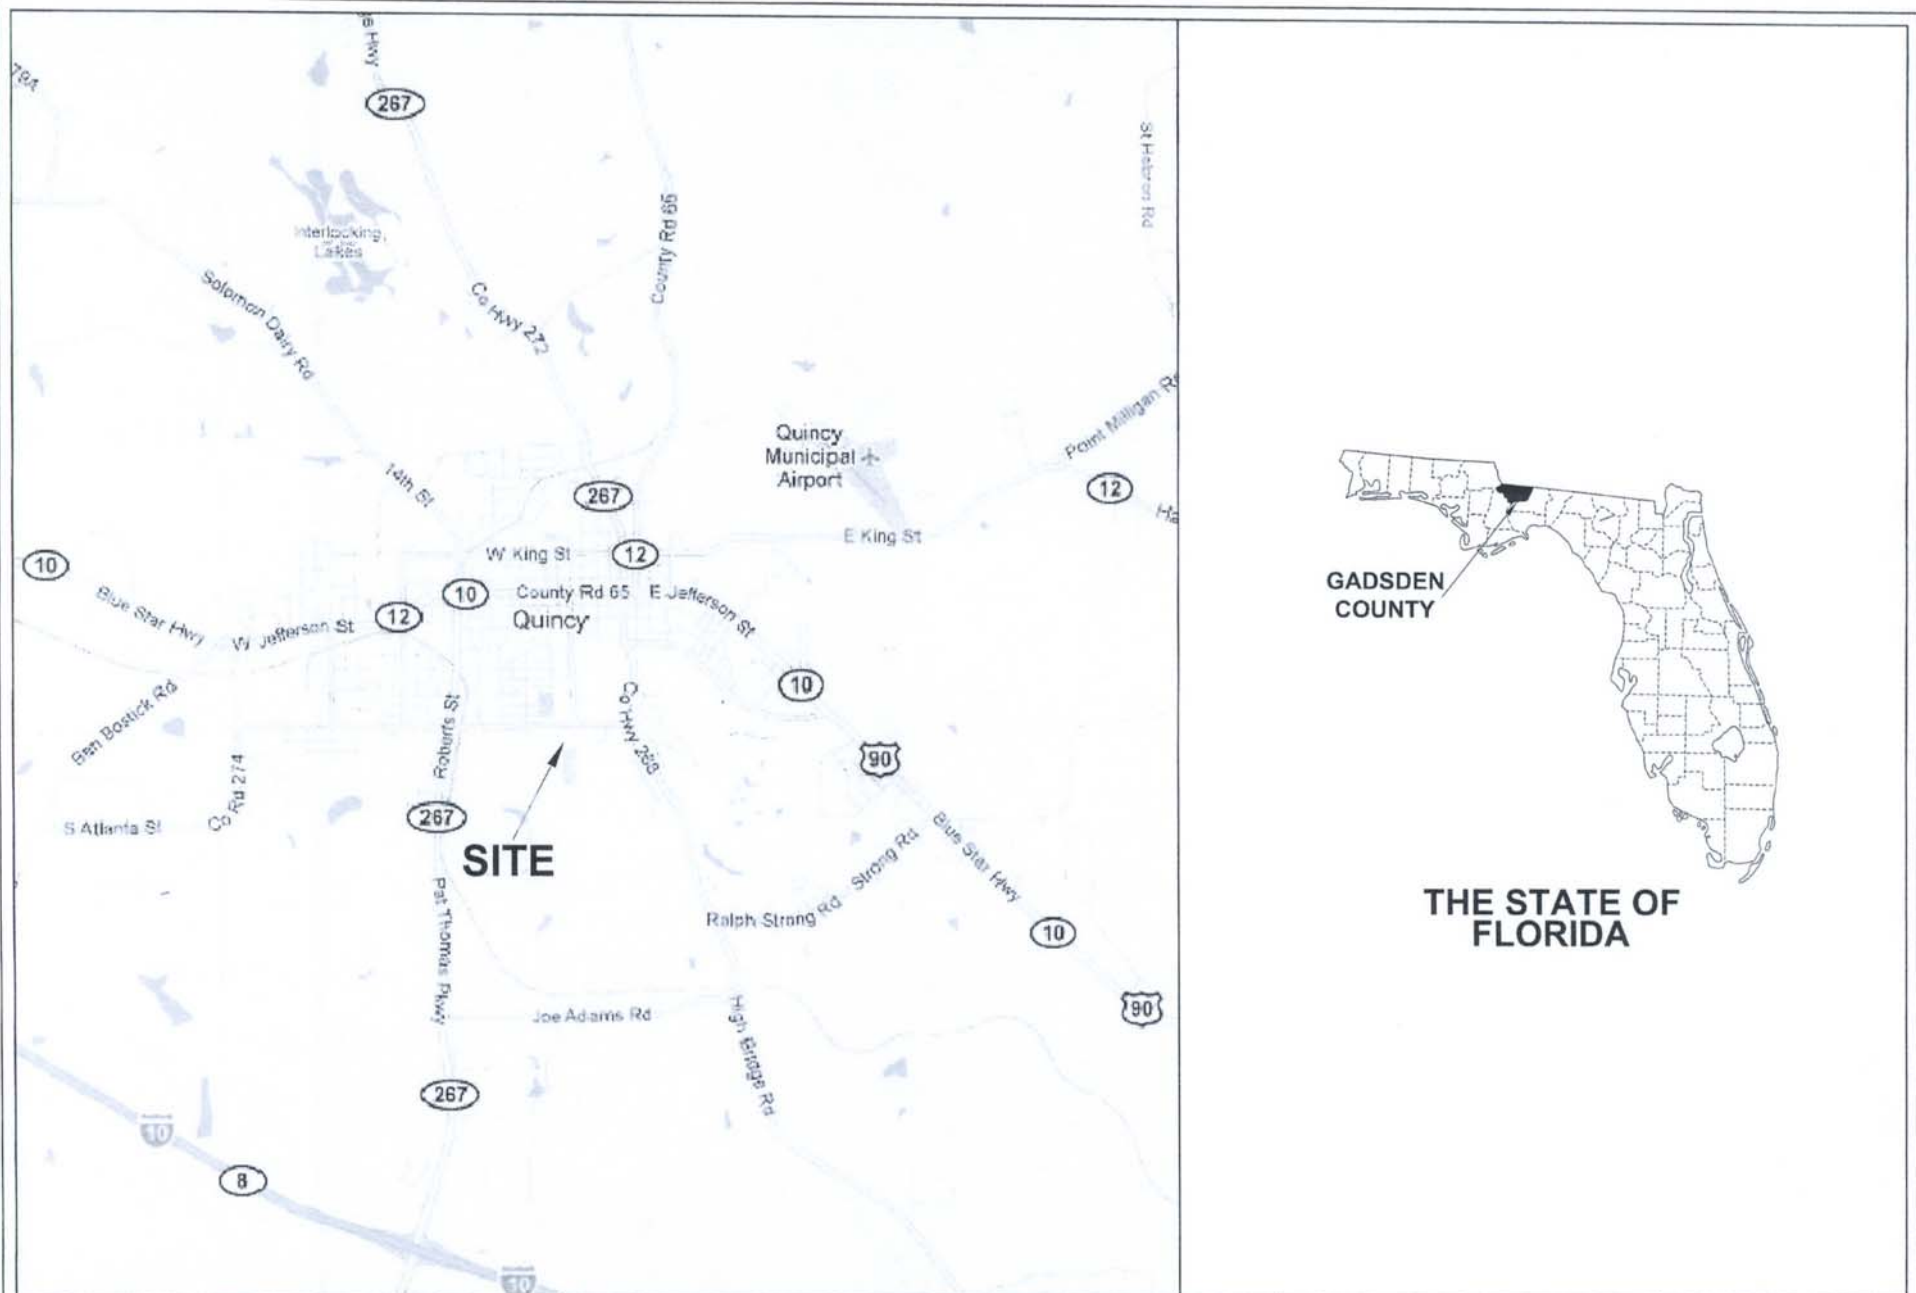 267
St Hebron Rd
County Rd 65
Interlocking
Lakes
Solomon Dairy Rd
Co Hwy 272
Point Milligan Rd
Quincy
Municipal
Airport
14th St
267
12
E King St
W King St
12
10
10
County Rd 65
E Jefferson St
Blue Star Hwy
W Jefferson St
12
Quincy
10
Ben Bostick Rd
Roberts St
Co Hwy 268
90
Co Rd 274
S Atlanta St
267
SITE
Blue Star Hwy
Strong Rd
Ralph Strong Rd
10
Pat Thomas Pkwy
90
Joe Adams Rd
High Bridge Rd
267
10
8
10
GADSDEN
COUNTY
THE STATE OF
FLORIDA